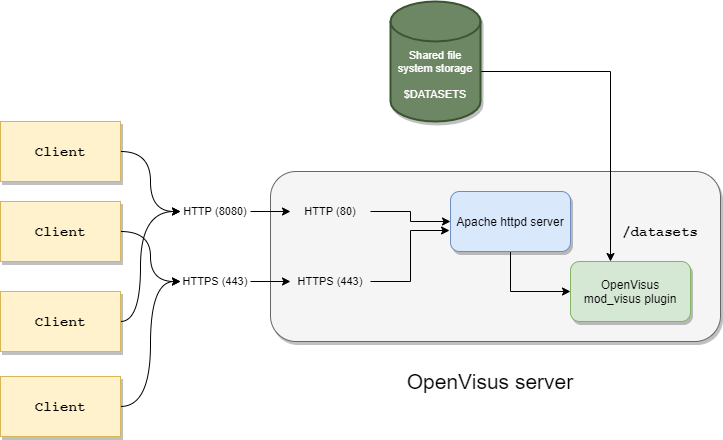 Shared file
system storage
$DATASETS
Client
Client
Client
Client
HTTP (8080)
HTTPS (443)
HTTP (80)
HTTPS (443)
Apache httpd server
/datasets
OpenVisus
mod_visus plugin
OpenVisus server